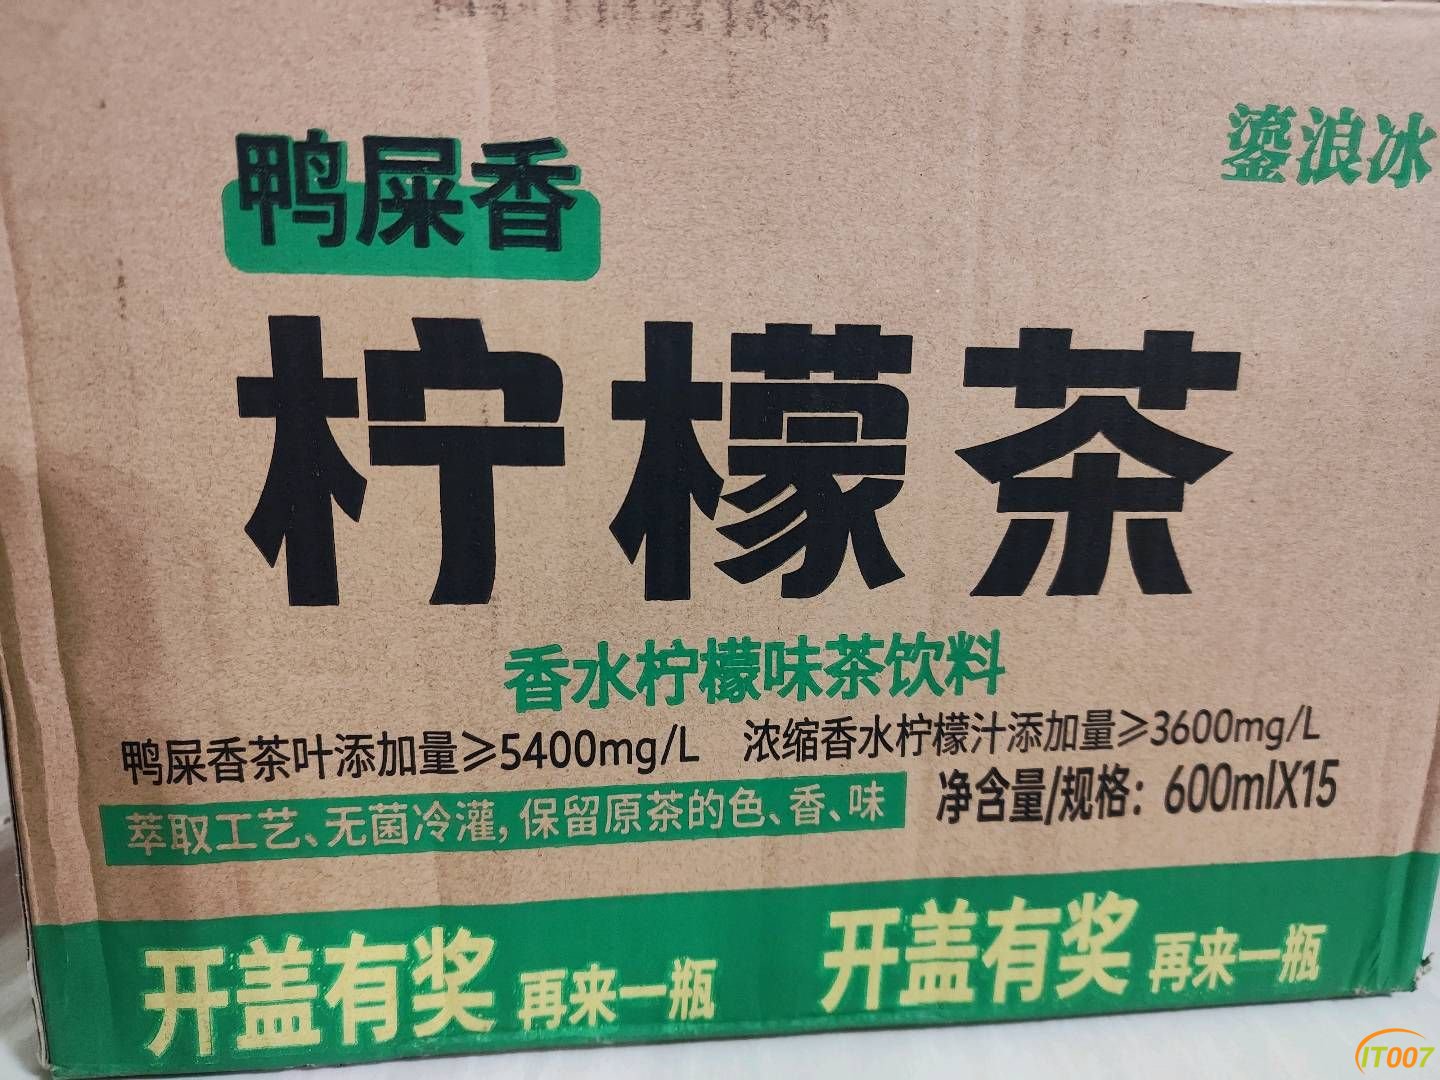 鎏浪冰
鸭屎香
柠檬茶
香水柠檬味茶饮料
鸭屎香茶叶添加量≥5400mg/L 浓缩香水柠檬汁添加量≥3600mg/L
萃取工艺、无菌冷灌，保留原茶的色、香、味
净含量/规格：600mlX15
开盖有奖 再来一瓶 开盖有奖 再来一瓶
IT007